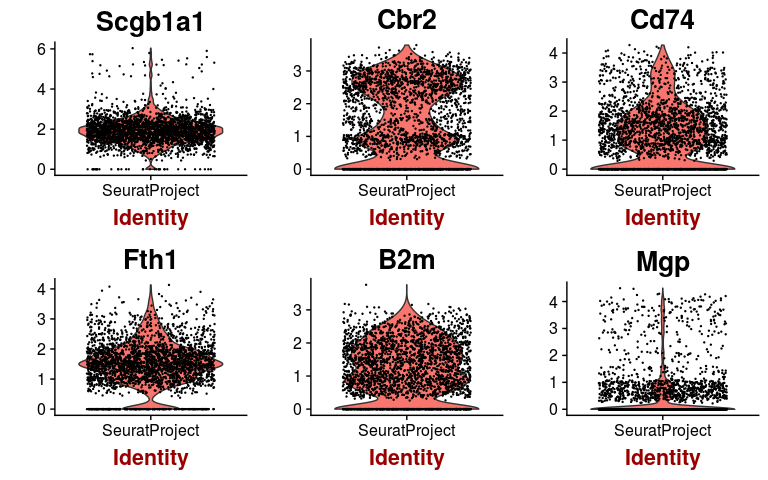 Scgb1a1
6
4
2
0
SeuratProject
Identity
Cbr2
3
2
1
0
SeuratProject
Identity
Cd74
4
3
2
1
0
SeuratProject
Identity
Fth1
4
3
2
1
0
SeuratProject
Identity
B2m
3
2
1
0
SeuratProject
Identity
Mgp
4
3
2
1
0
SeuratProject
Identity